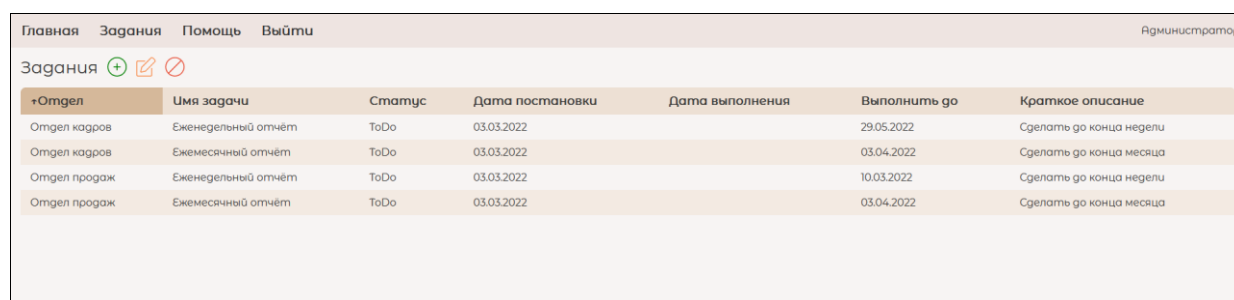 Главная Задания Помощь Выйти Администратор
Задания
↑Отдел Имя задачи Статус Дата постановки Дата выполнения Выполнить до Краткое описание
Отдел кадров Еженедельный отчёт ToDo 03.03.2022 29.05.2022 Сделать до конца недели
Отдел кадров Ежемесячный отчём ToDo 03.03.2022 03.04.2022 Сделать до конца месяца
Отдел продаж Еженедельный отчёт ToDo 03.03.2022 10.03.2022 Сделать до конца недели
Отдел продаж Ежемесячный отчёт ToDo 03.03.2022 03.04.2022 Сделать до конца месяца